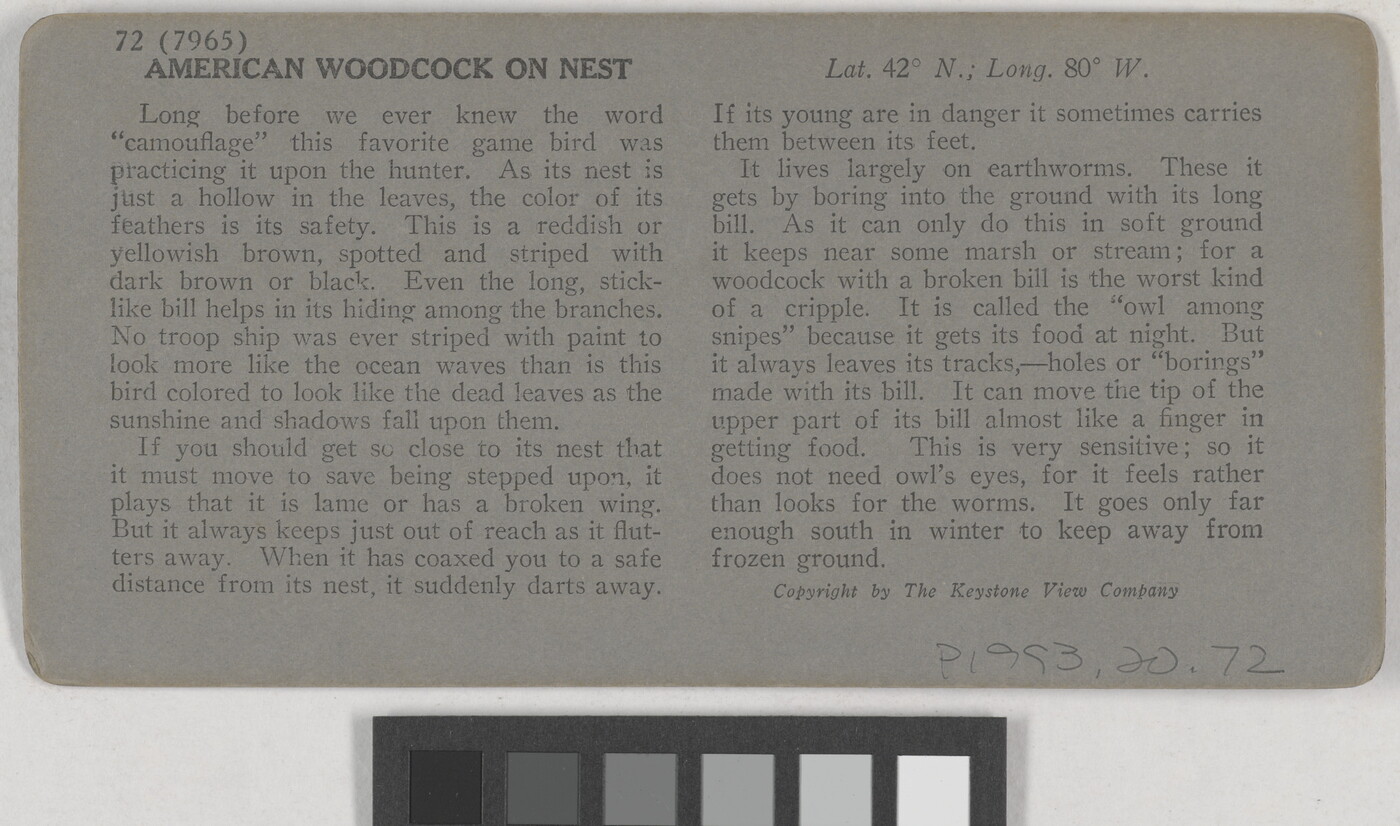 72 (7965)
AMERICAN WOODCOCK ON NEST
Long before we ever knew the word
"camouflage" this favorite game bird was
practicing it upon the hunter. As its nest is
just a hollow in the leaves, the color of its
feathers is its safety. This is a reddish or
yellowish brown, spotted and striped with
dark brown or black. Even the long, stick-
like bill helps in its hiding among the branches.
No troop ship was ever striped with paint to
look more like the ocean waves than is this
bird colored to look like the dead leaves as the
sunshine and shadows fall upon them.
If you should get so close to its nest that
it must move to save being stepped upon, it
plays that it is lame or has a broken wing.
But it always keeps just out of reach as it flut-
ters away. When it has coaxed you to a safe
distance from its nest, it suddenly darts away.
Lat. 42° N.; Long. 80° W.
If its young are in danger it sometimes carries
them between its feet.
It lives largely on earthworms. These it
gets by boring into the ground with its long
bill. As it can only do this in soft ground
it keeps near some marsh or stream; for a
woodcock with a broken bill is the worst kind
of a cripple. It is called the "owl among
snipes" because it gets its food at night. But
it always leaves its tracks,—holes or "borings"
made with its bill. It can move the tip of the
upper part of its bill almost like a finger in
getting food. This is very sensitive; so it
does not need owl's eyes, for it feels rather
than looks for the worms. It goes only far
enough south in winter to keep away from
frozen ground.
Copyright by The Keystone View Company
P1993.20.72